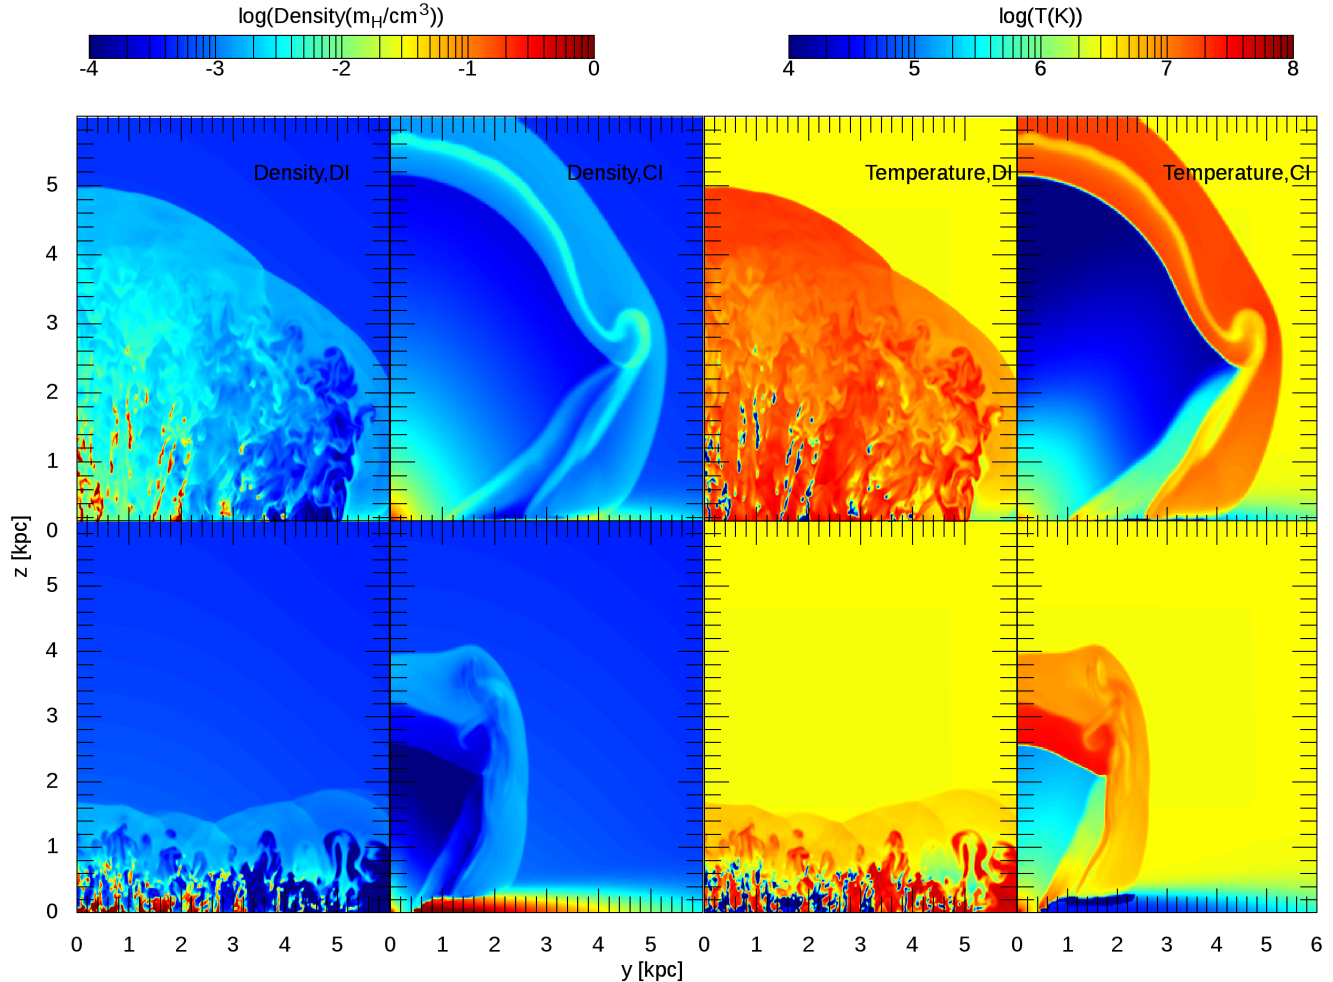 log(Density(mH/cm3))
log(T(K))
-4 -3 -2 -1 0
4 5 6 7 8
Density,DI
Density,CI
Temperature,DI
Temperature,CI
5
4
3
2
1
0
z [kpc]
5
4
3
2
1
0
0 1 2 3 4 5 0 1 2 3 4 5 0 1 2 3 4 5 0 1 2 3 4 5 6
y [kpc]